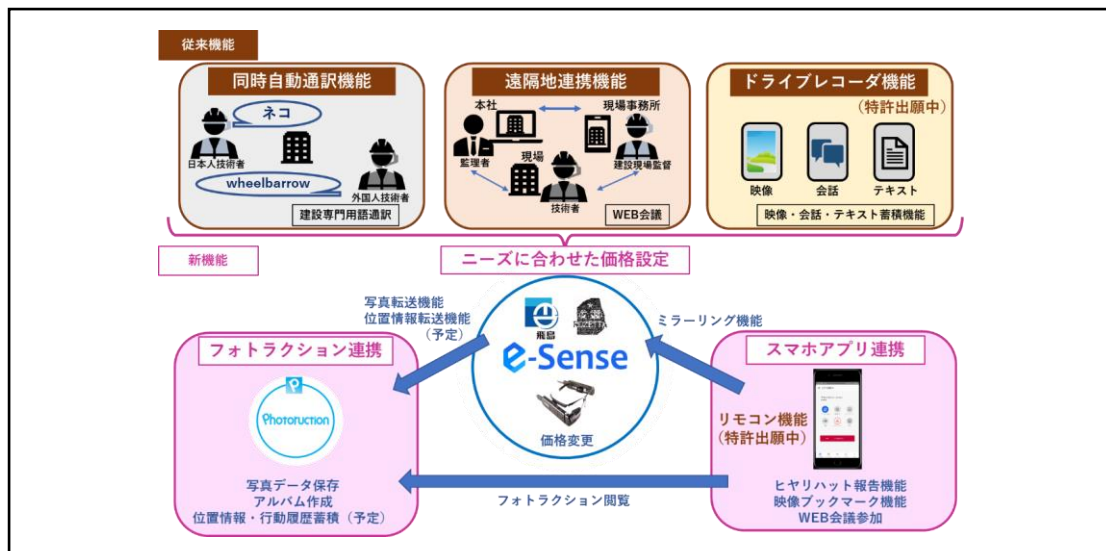 従来機能
同時自動通訳機能
ネコ
日本人技術者
wheelbarrow
外国人技術者
建設専門用語通訳
遠隔地連携機能
本社
現場事務所
監理者
現場
建設現場監督
技術者
WEB会議
ドライブレコーダ機能
(特許出願中)
映像
会話
テキスト
映像・会話・テキスト蓄積機能
新機能
ニーズに合わせた価格設定
写真転送機能
位置情報転送機能
(予定)
飛島
e-Sense
価格変更
ミラーリング機能
フォトラクション連携
Photoruction
写真データ保存
アルバム作成
位置情報・行動履歴蓄積(予定)
フォトラクション閲覧
スマホアプリ連携
リモコン機能
(特許出願中)
ヒヤリハット報告機能
映像ブックマーク機能
WEB会議参加